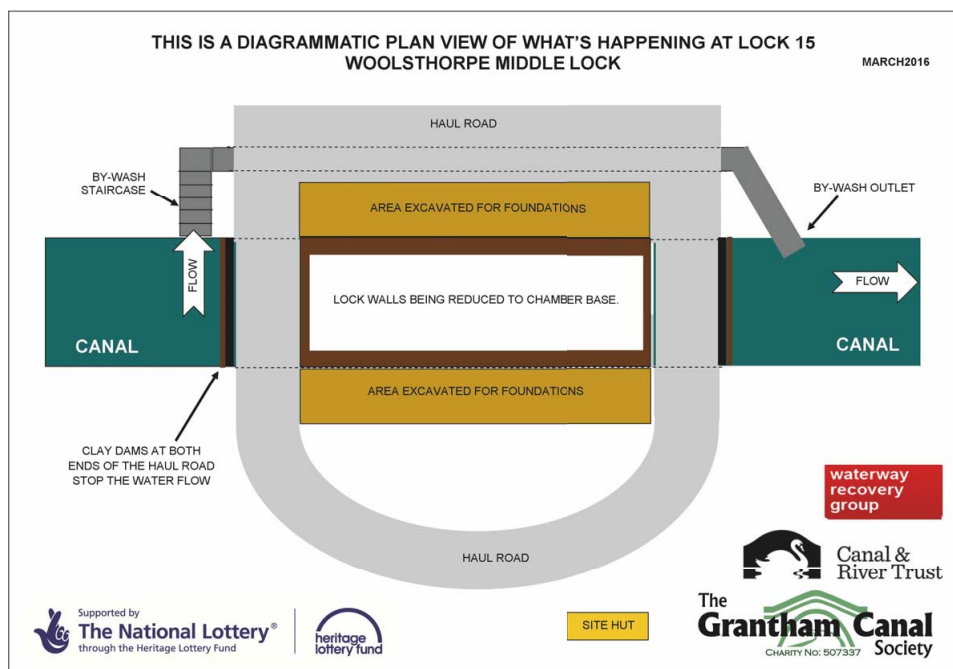 THIS IS A DIAGRAMMATIC PLAN VIEW OF WHAT'S HAPPENING AT LOCK 15
WOOLSTHORPE MIDDLE LOCK
MARCH2016
HAUL ROAD
BY-WASH
STAIRCASE
BY-WASH OUTLET
AREA EXCAVATED FOR FOUNDATIONS
FLOW
LOCK WALLS BEING REDUCED TO CHAMBER BASE.
FLOW
CANAL
CANAL
AREA EXCAVATED FOR FOUNDATIONS
CLAY DAMS AT BOTH
ENDS OF THE HAUL ROAD
STOP THE WATER FLOW
HAUL ROAD
waterway
recovery
group
Canal &
River Trust
Supported by
The National Lottery®
through the Heritage Lottery Fund
heritage
lottery fund
SITE HUT
The
Grantham Canal
Society
CHARITY No: 507337